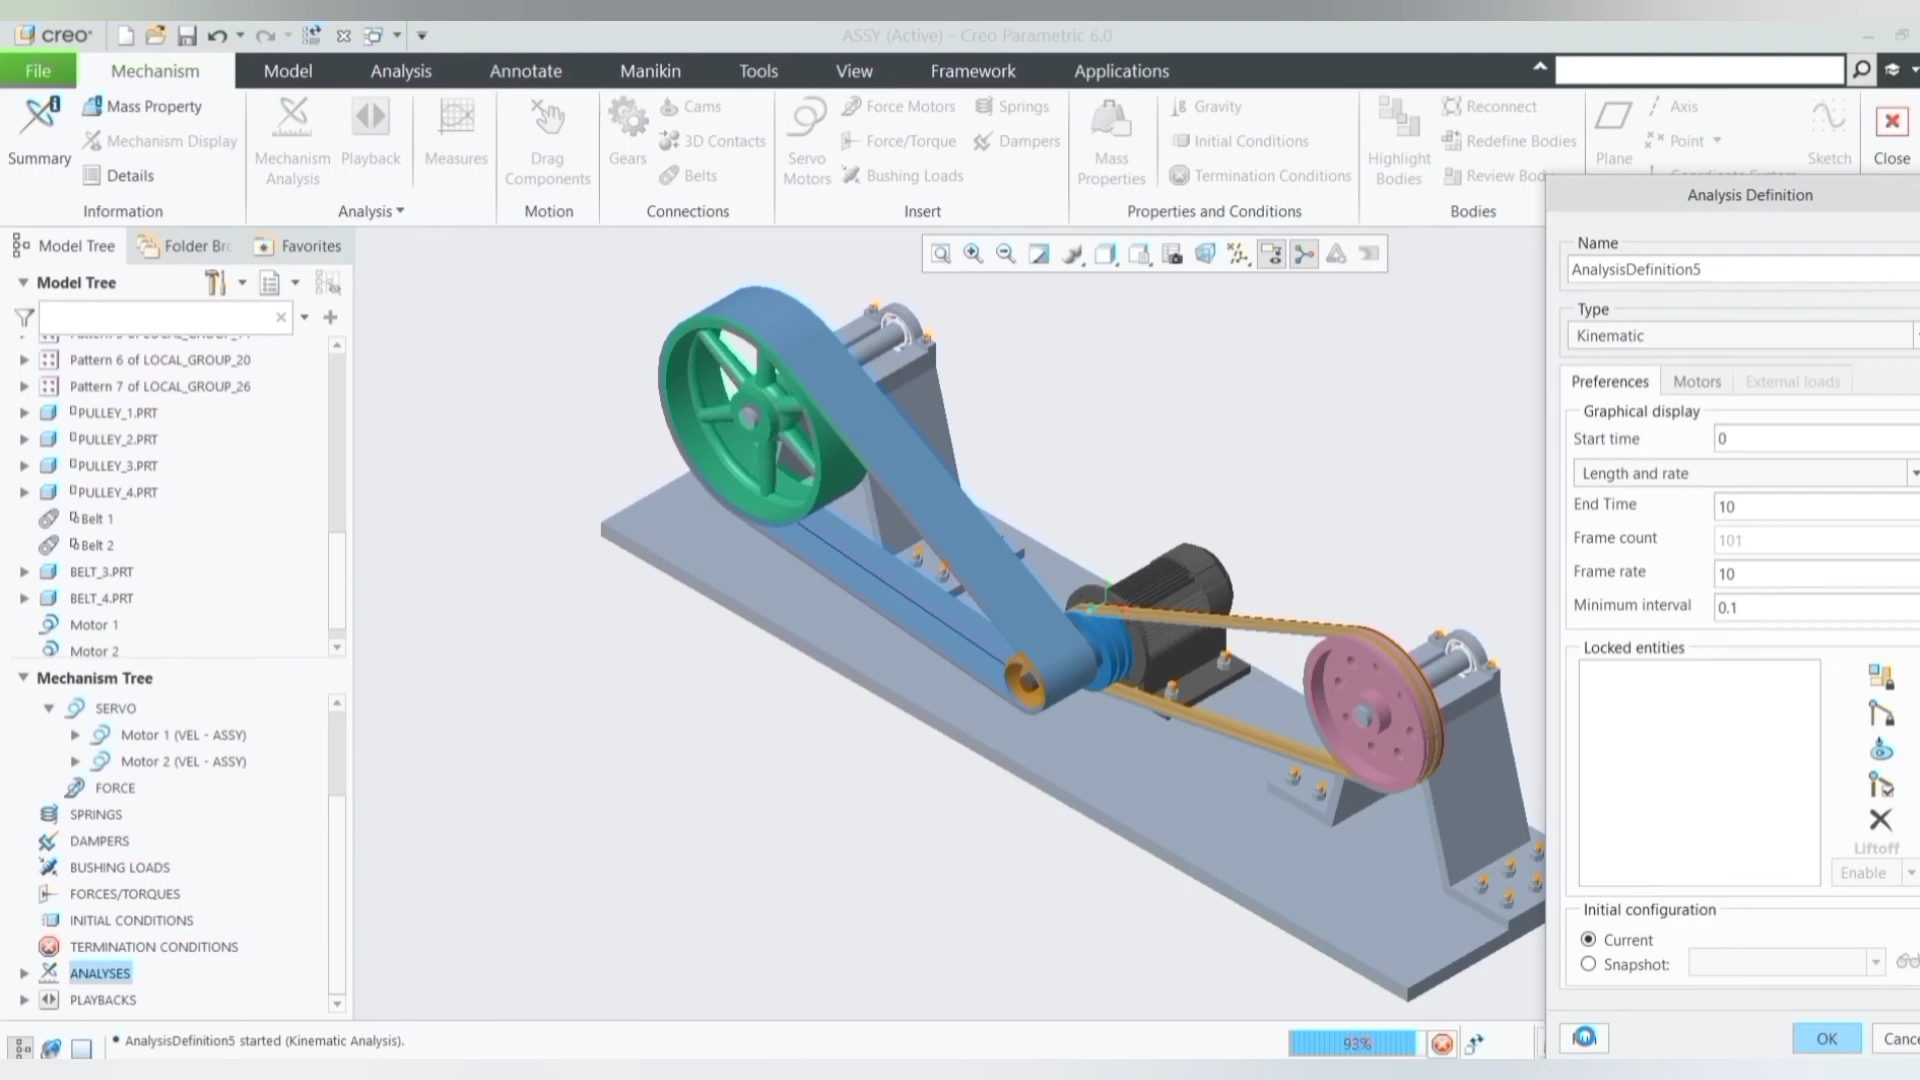 creo
ASSY (Active) - Creo Parametric 6.0
File Mechanism Model Analysis Annotate Manikin Tools View Framework Applications
Summary
Mass Property
Mechanism Display
Details
Information
Mechanism Analysis
Playback
Measures
Analysis
Drag Components
Motion
Gears
Cams
3D Contacts
Belts
Connections
Servo Motors
Force Motors
Force/Torque
Bushing Loads
Springs
Dampers
Insert
Mass Properties
Gravity
Initial Conditions
Termination Conditions
Properties and Conditions
Highlight Bodies
Reconnect
Redefine Bodies
Review Bod
Bodies
Plane
Axis
Point
Sketch
Close
Model Tree Folder Br Favorites
Model Tree
Pattern 6 of LOCAL_GROUP_20
Pattern 7 of LOCAL_GROUP_26
PULLEY_1.PRT
PULLEY_2.PRT
PULLEY_3.PRT
PULLEY_4.PRT
Belt 1
Belt 2
BELT_3.PRT
BELT_4.PRT
Motor 1
Motor 2
Mechanism Tree
SERVO
Motor 1 (VEL - ASSY)
Motor 2 (VEL - ASSY)
FORCE
SPRINGS
DAMPERS
BUSHING LOADS
FORCES/TORQUES
INITIAL CONDITIONS
TERMINATION CONDITIONS
ANALYSES
PLAYBACKS
AnalysisDefinition5 started (Kinematic Analysis).
93%
Analysis Definition
Name
AnalysisDefinition5
Type
Kinematic
Preferences Motors External loads
Graphical display
Start time 0
Length and rate
End Time 10
Frame count 101
Frame rate 10
Minimum interval 0.1
Locked entities
Liftoff
Enable
Initial configuration
Current
Snapshot:
OK Cance